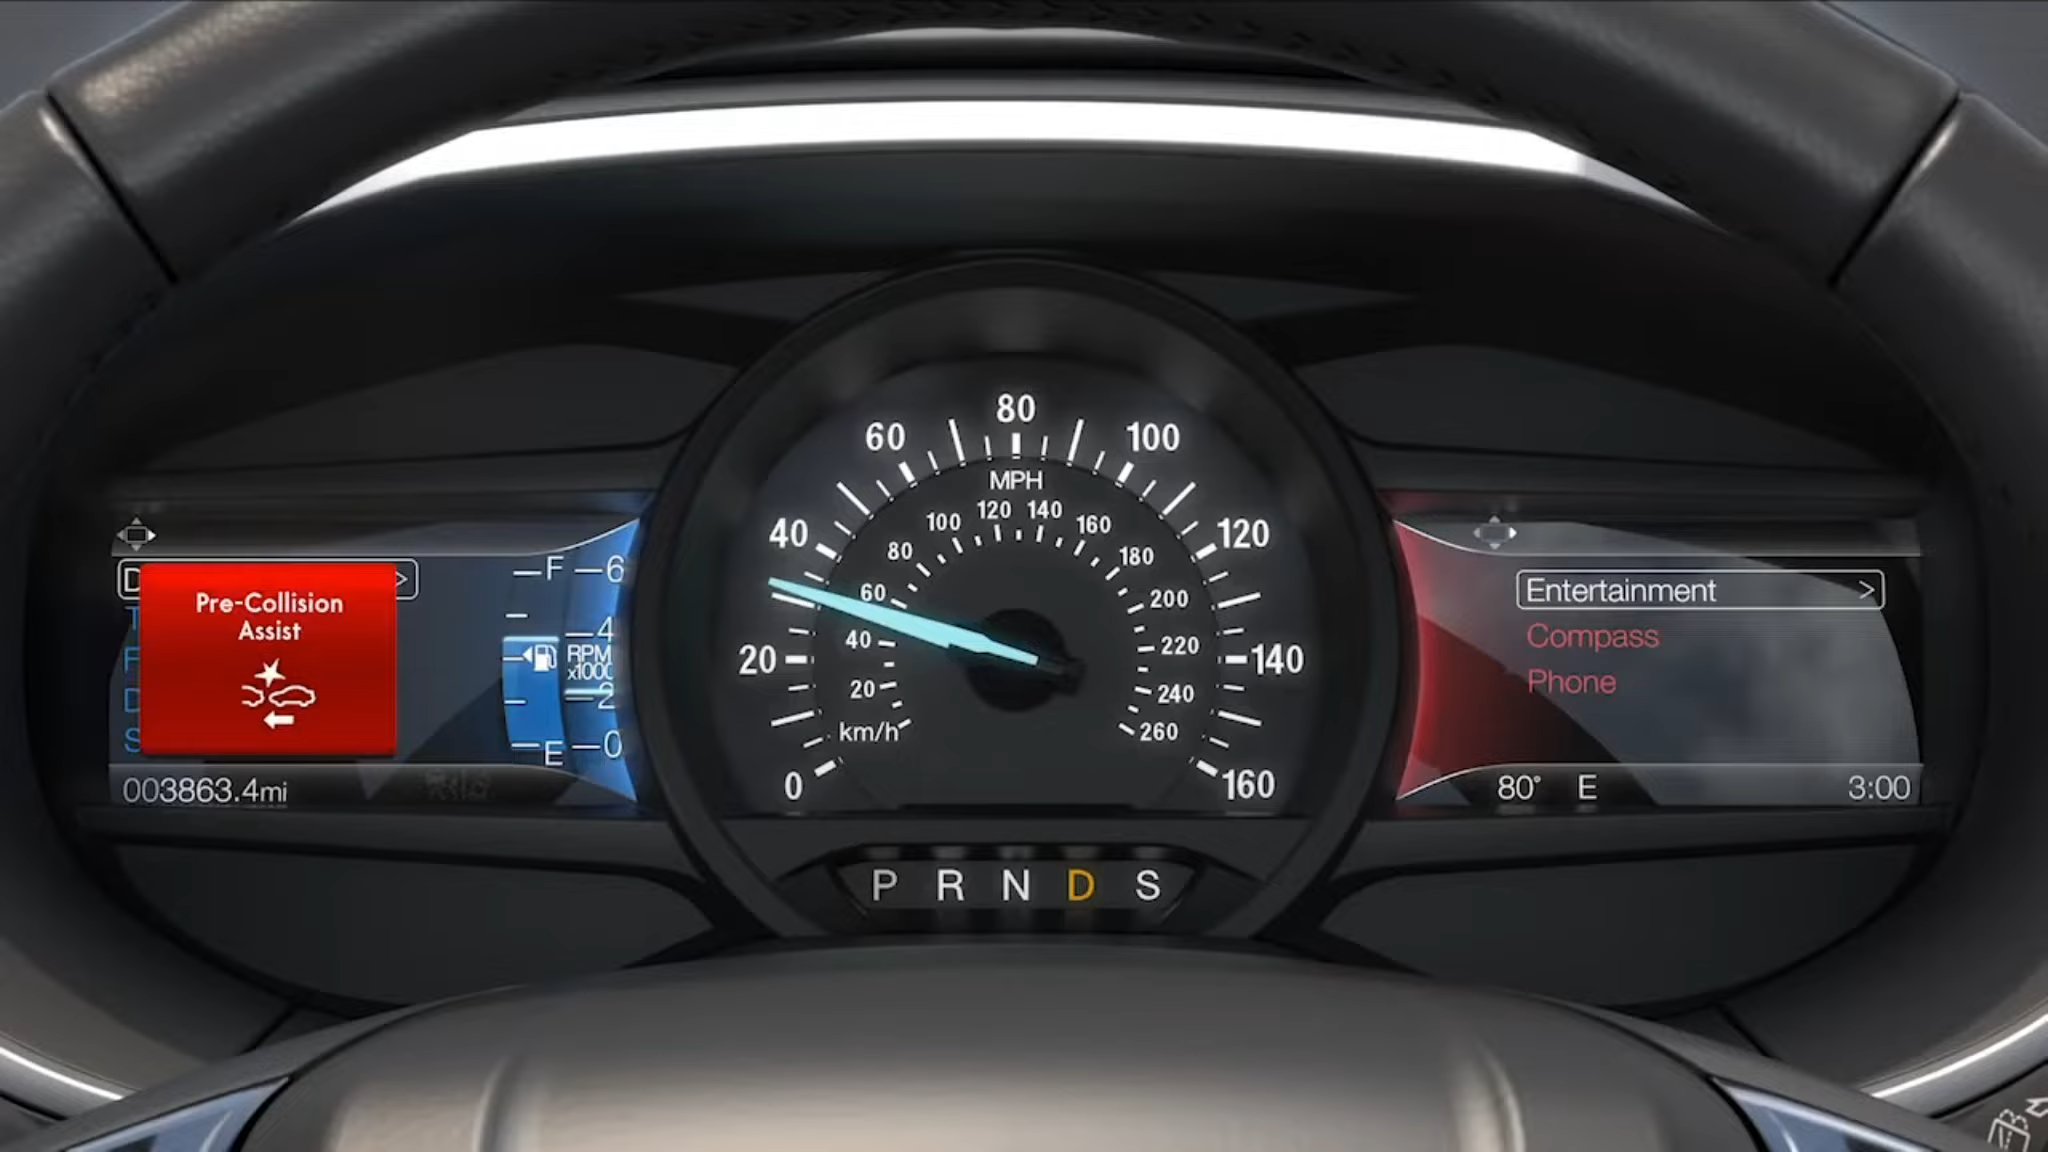 D >
T
F
D
S
Pre-Collision
Assist
F
E
6
4
RPM
x1000
2
0
003863.4mi
0
20
40
60
80
100
120
140
160
MPH
20
40
60
80
100
120
140
160
180
200
220
240
260
km/h
P R N D S
Entertainment >
Compass
Phone
80° E 3:00